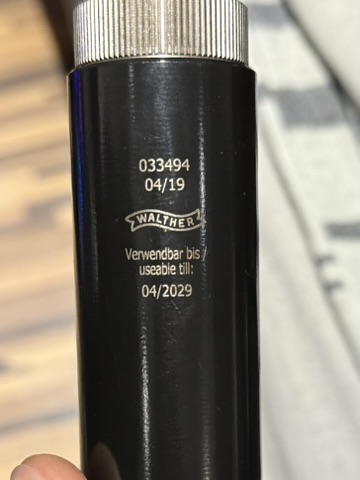 033494
04/19
WALTHER
Verwendbar bis /
useable till:
04/2029